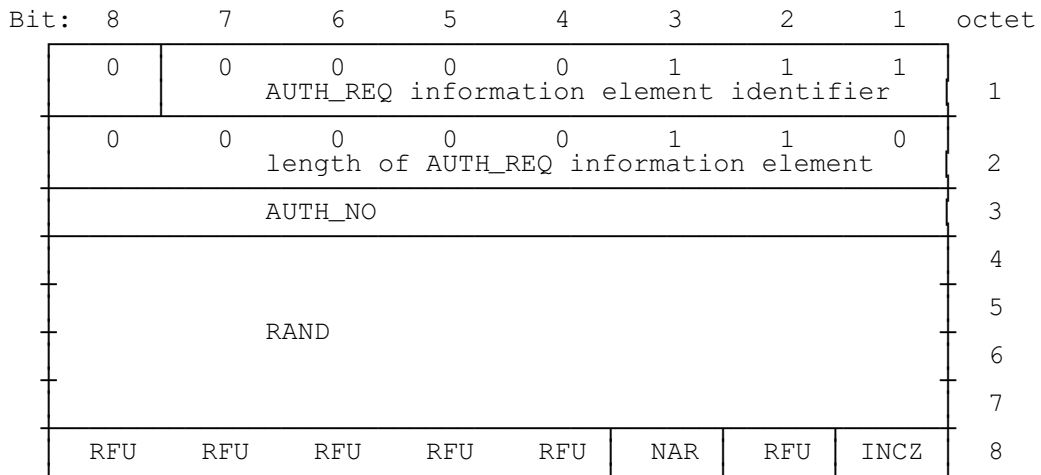 Bit: 8 7 6 5 4 3 2 1 octet
0 0 0 0 0 1 1 1
AUTH_REQ information element identifier 1
0 0 0 0 0 1 1 0
length of AUTH_REQ information element 2
AUTH_NO 3
4
5
RAND
6
7
RFU RFU RFU RFU RFU NAR RFU INCZ 8